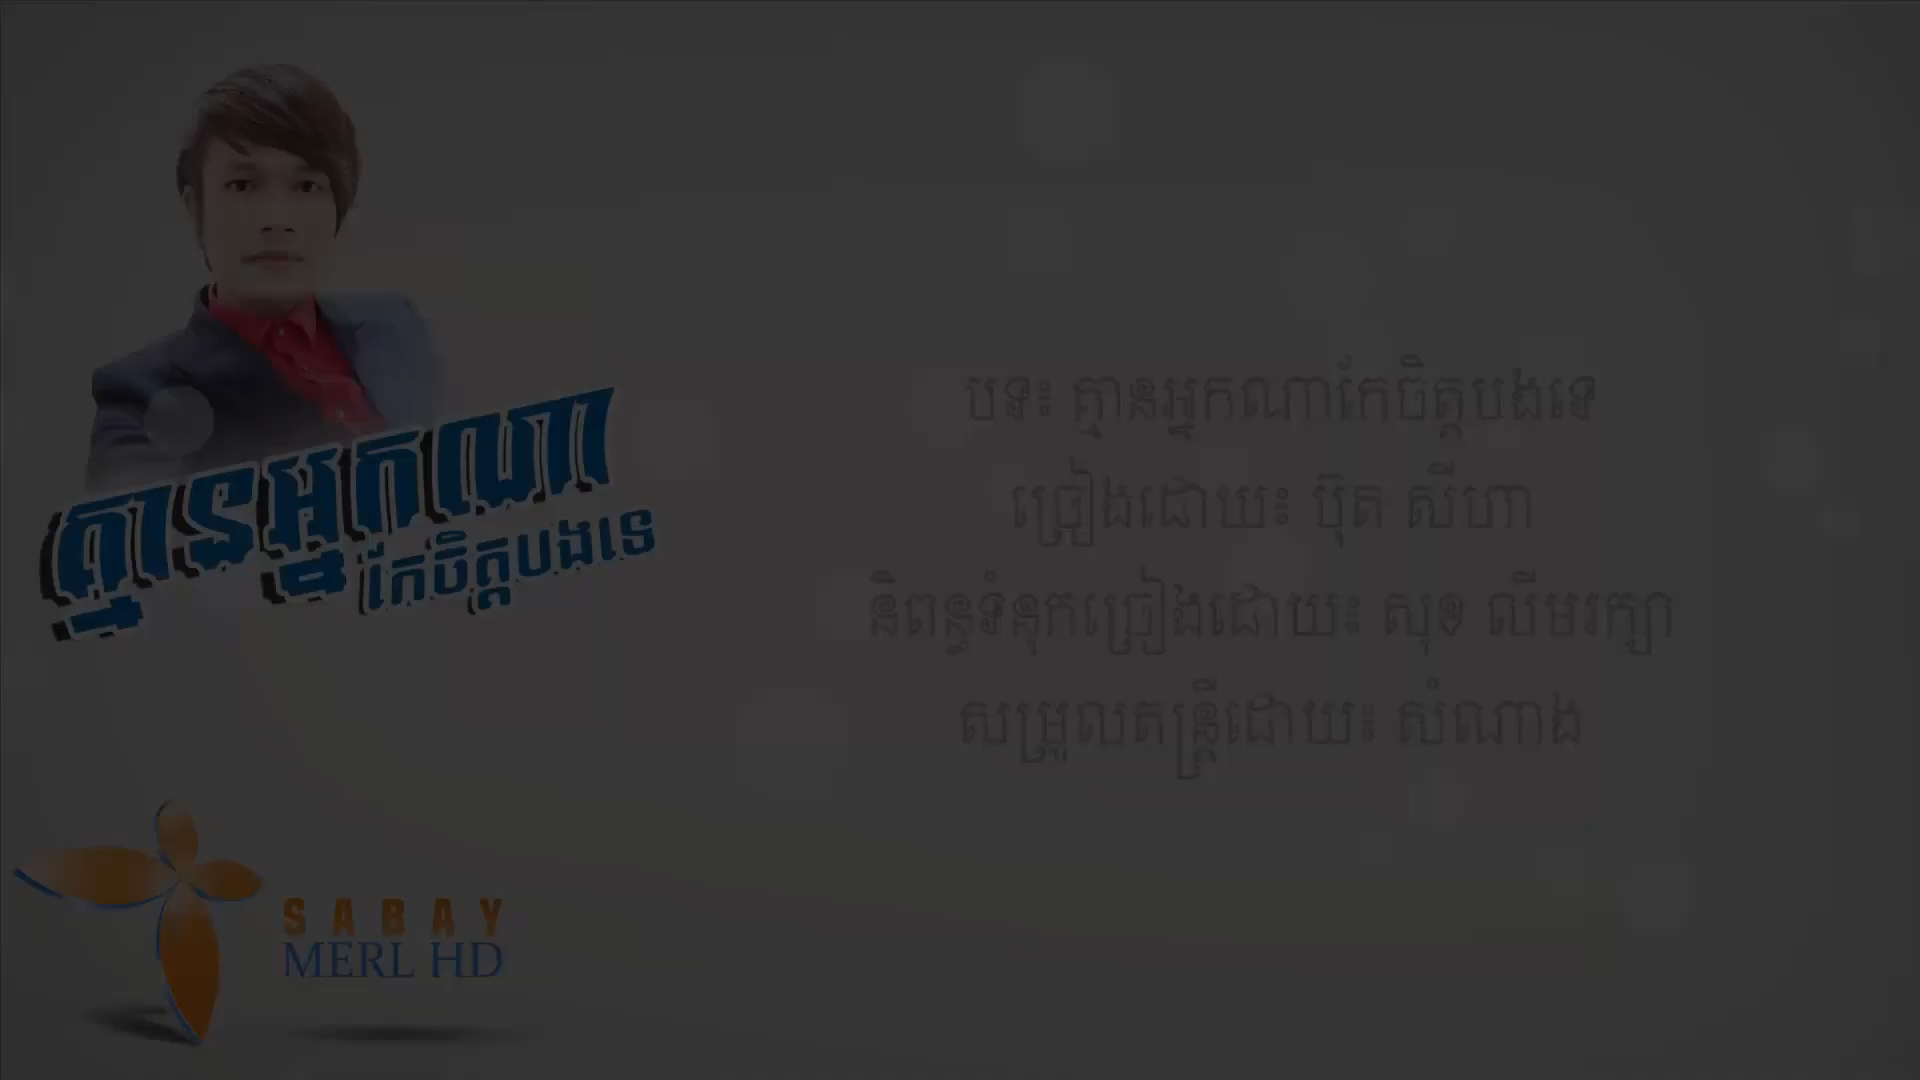 គ្មានអ្នកណា
កែចិត្តបងទេ
បទ៖ គ្មានអ្នកណាកែចិត្តបងទេ
ច្រៀងដោយ៖ ប៊ុត សីហា
និពន្ធទំនុកច្រៀងដោយ៖ សុខ លីមរក្សា
សម្រួលតន្ត្រីដោយ៖ សំណាង
SABAY
MERL HD